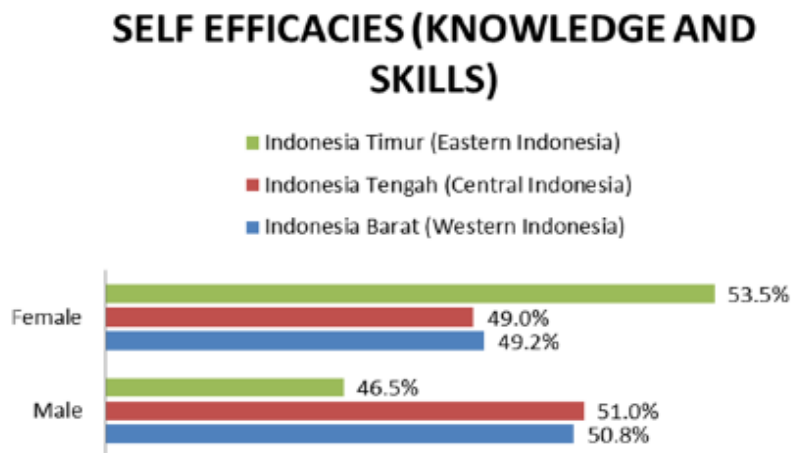 SELF EFFICACIES (KNOWLEDGE AND
SKILLS)
Indonesia Timur (Eastern Indonesia)
Indonesia Tengah (Central Indonesia)
Indonesia Barat (Western Indonesia)
53.5%
Female
49.0%
49.2%
46.5%
Male
51.0%
50.8%